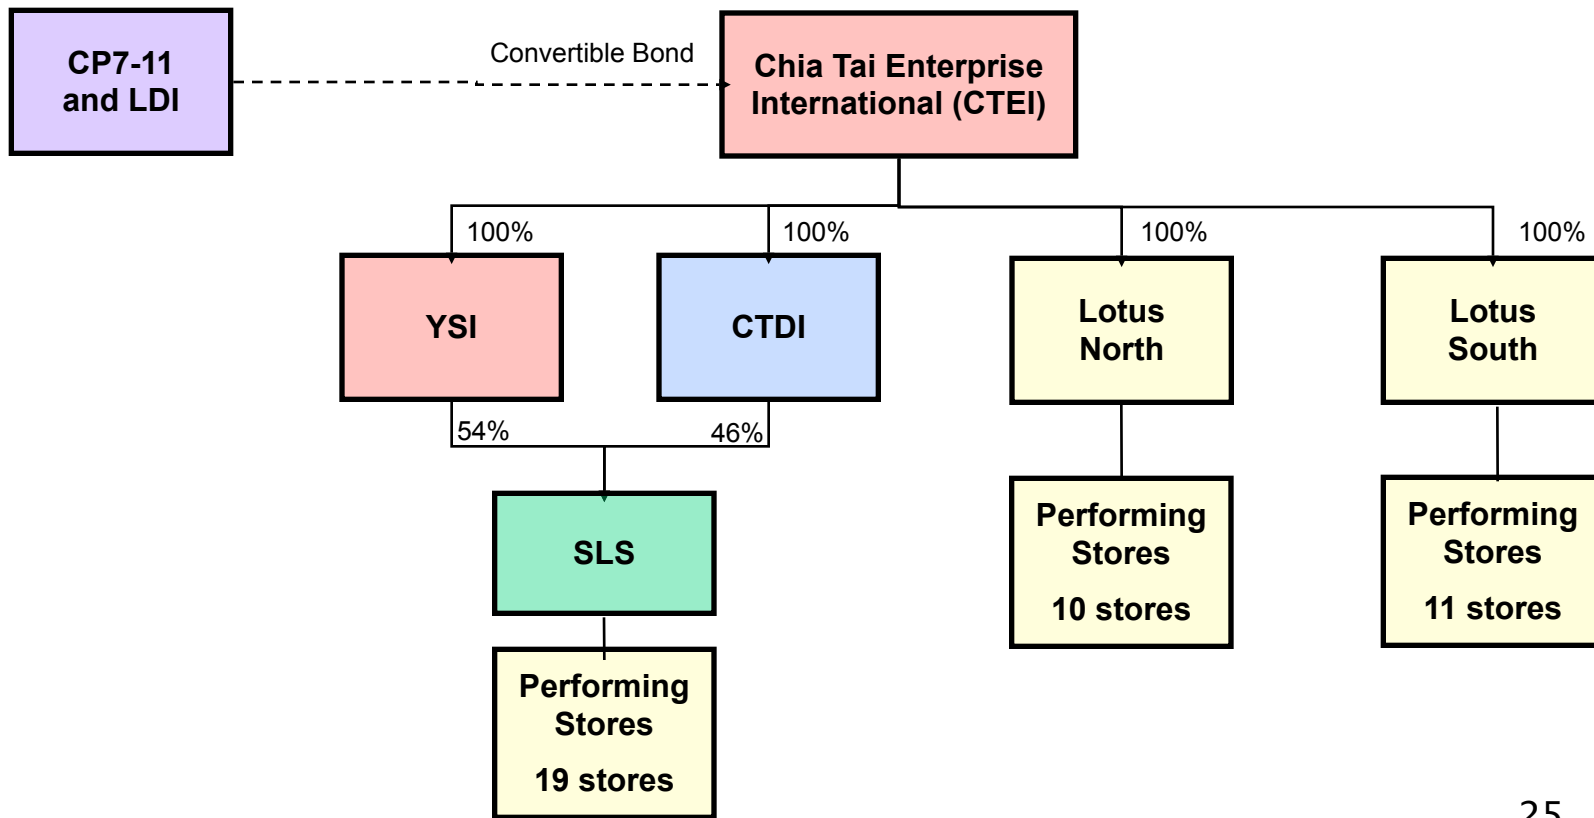 CP7-11
and LDI
Convertible Bond
Chia Tai Enterprise
International (CTEI)
100%
100%
100%
100%
YSI
CTDI
Lotus
North
Lotus
South
54%
46%
SLS
Performing
Stores
10 stores
Performing
Stores
11 stores
Performing
Stores
19 stores
25